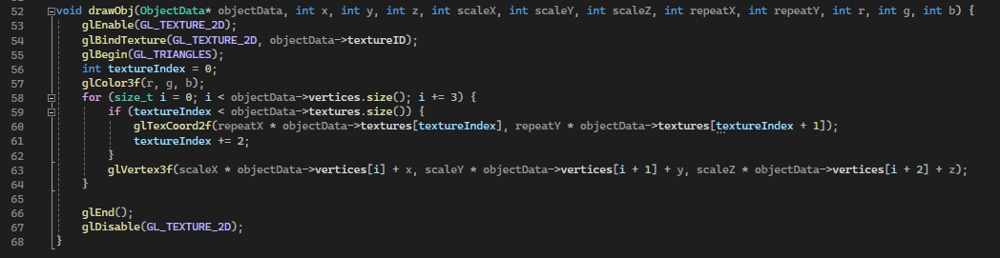 52 void drawObj(ObjectData* objectData, int x, int y, int z, int scaleX, int scaleY, int scaleZ, int repeatX, int repeatY, int r, int g, int b) {
53 glEnable(GL_TEXTURE_2D);
54 glBindTexture(GL_TEXTURE_2D, objectData->textureID);
55 glBegin(GL_TRIANGLES);
56 int textureIndex = 0;
57 glColor3f(r, g, b);
58 for (size_t i = 0; i < objectData->vertices.size(); i += 3) {
59 if (textureIndex < objectData->textures.size()) {
60 glTexCoord2f(repeatX * objectData->textures[textureIndex], repeatY * objectData->textures[textureIndex + 1]);
61 textureIndex += 2;
62 }
63 glVertex3f(scaleX * objectData->vertices[i] + x, scaleY * objectData->vertices[i + 1] + y, scaleZ * objectData->vertices[i + 2] + z);
64 }
65
66 glEnd();
67 glDisable(GL_TEXTURE_2D);
68 }